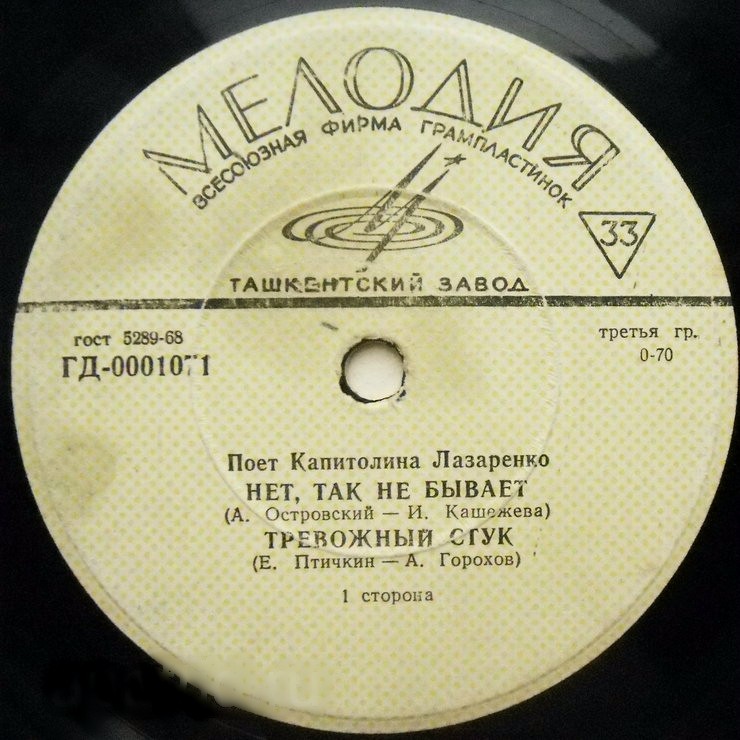 МЕЛОДИЯ
ВСЕСОЮЗНАЯ ФИРМА ГРАМПЛАСТИНОК
33
ТАШКЕНТСКИЙ ЗАВОД
гост 5289-68
ГД-0001071
третья гр.
0-70
Поет Капитолина Лазаренко
НЕТ, ТАК НЕ БЫВАЕТ
(А. Островский — И. Кашежева)
ТРЕВОЖНЫЙ СТУК
(Е. Птичкин — А. Горохов)
1 сторона